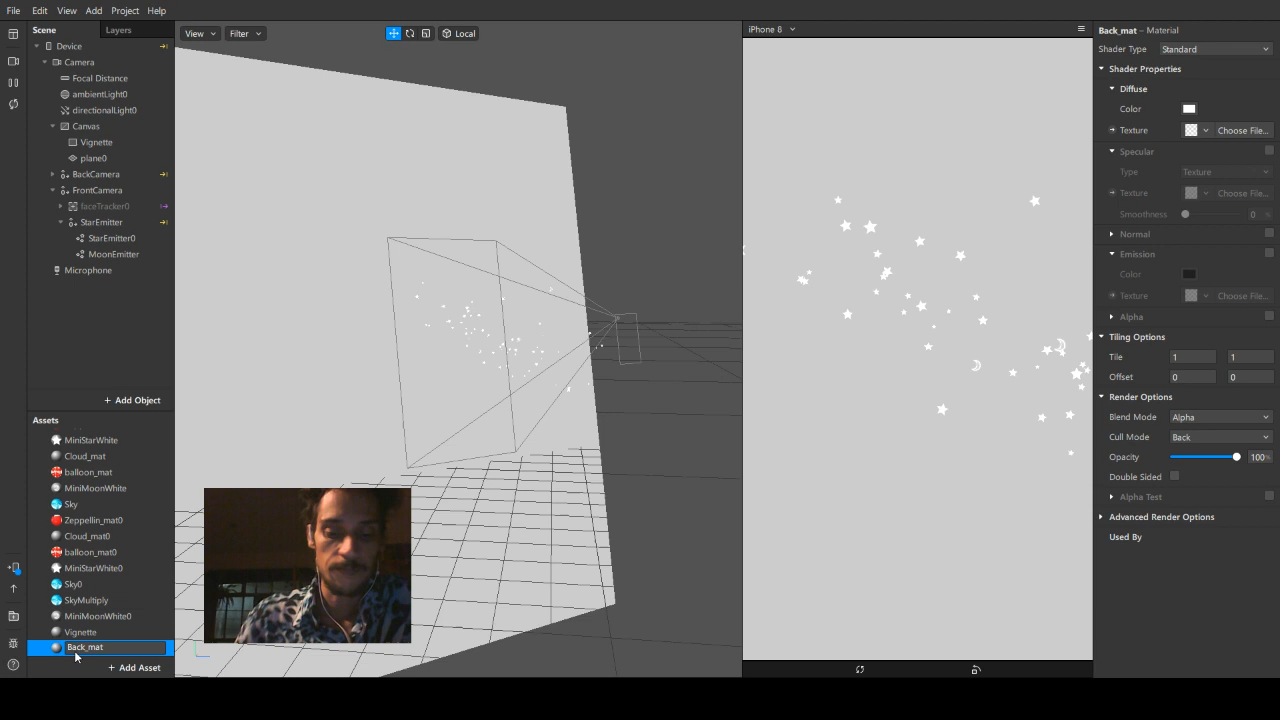 File Edit View Add Project Help
Scene Layers
Device
Camera
Focal Distance
ambientLight0
directionalLight0
Canvas
Vignette
plane0
BackCamera
FrontCamera
faceTracker0
StarEmitter
StarEmitter0
MoonEmitter
Microphone
+ Add Object
Assets
MiniStarWhite
Cloud_mat
balloon_mat
MiniMoonWhite
Sky
Zeppellin_mat0
Cloud_mat0
balloon_mat0
MiniStarWhite0
Sky0
SkyMultiply
MiniMoonWhite0
Vignette
Back_mat
+ Add Asset
View Filter Local
iPhone 8
Back_mat – Material
Shader Type Standard
Shader Properties
Diffuse
Color
Texture Choose File...
Specular
Type Texture
Texture Choose File...
Smoothness 0 %
Normal
Emission
Color
Texture Choose File...
Alpha
Tiling Options
Tile 1 1
Offset 0 0
Render Options
Blend Mode Alpha
Cull Mode Back
Opacity 100 %
Double Sided
Alpha Test
Advanced Render Options
Used By